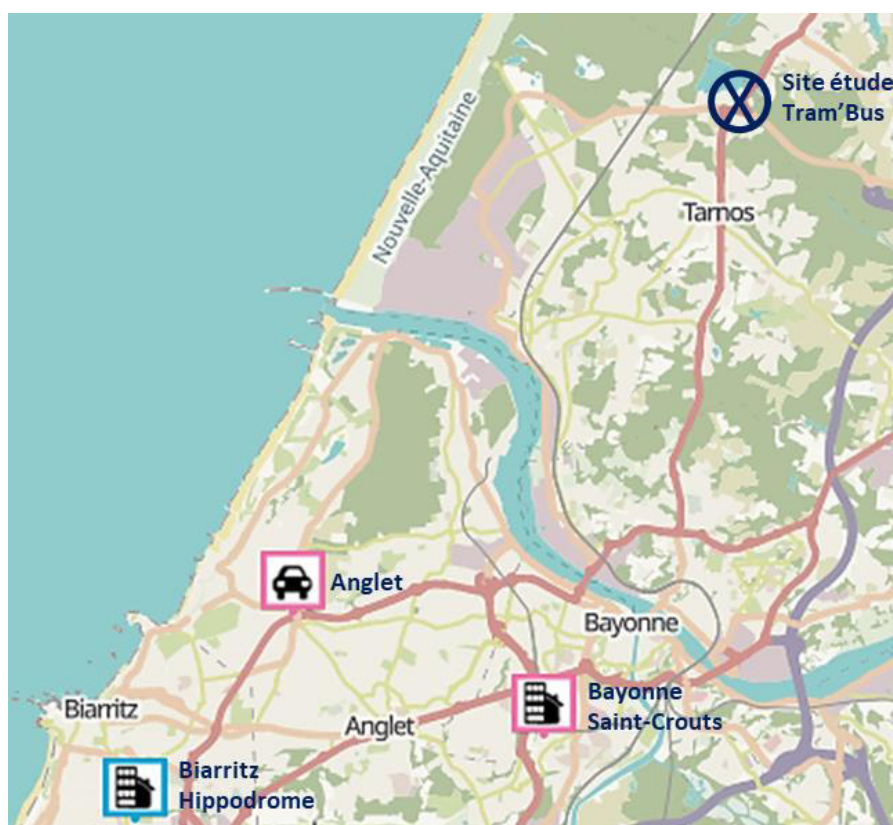 Site étude
Tram'Bus
Nouvelle-Aquitaine
Tarnos
Anglet
Bayonne
Bayonne
Saint-Crouts
Biarritz
Anglet
Biarritz
Hippodrome